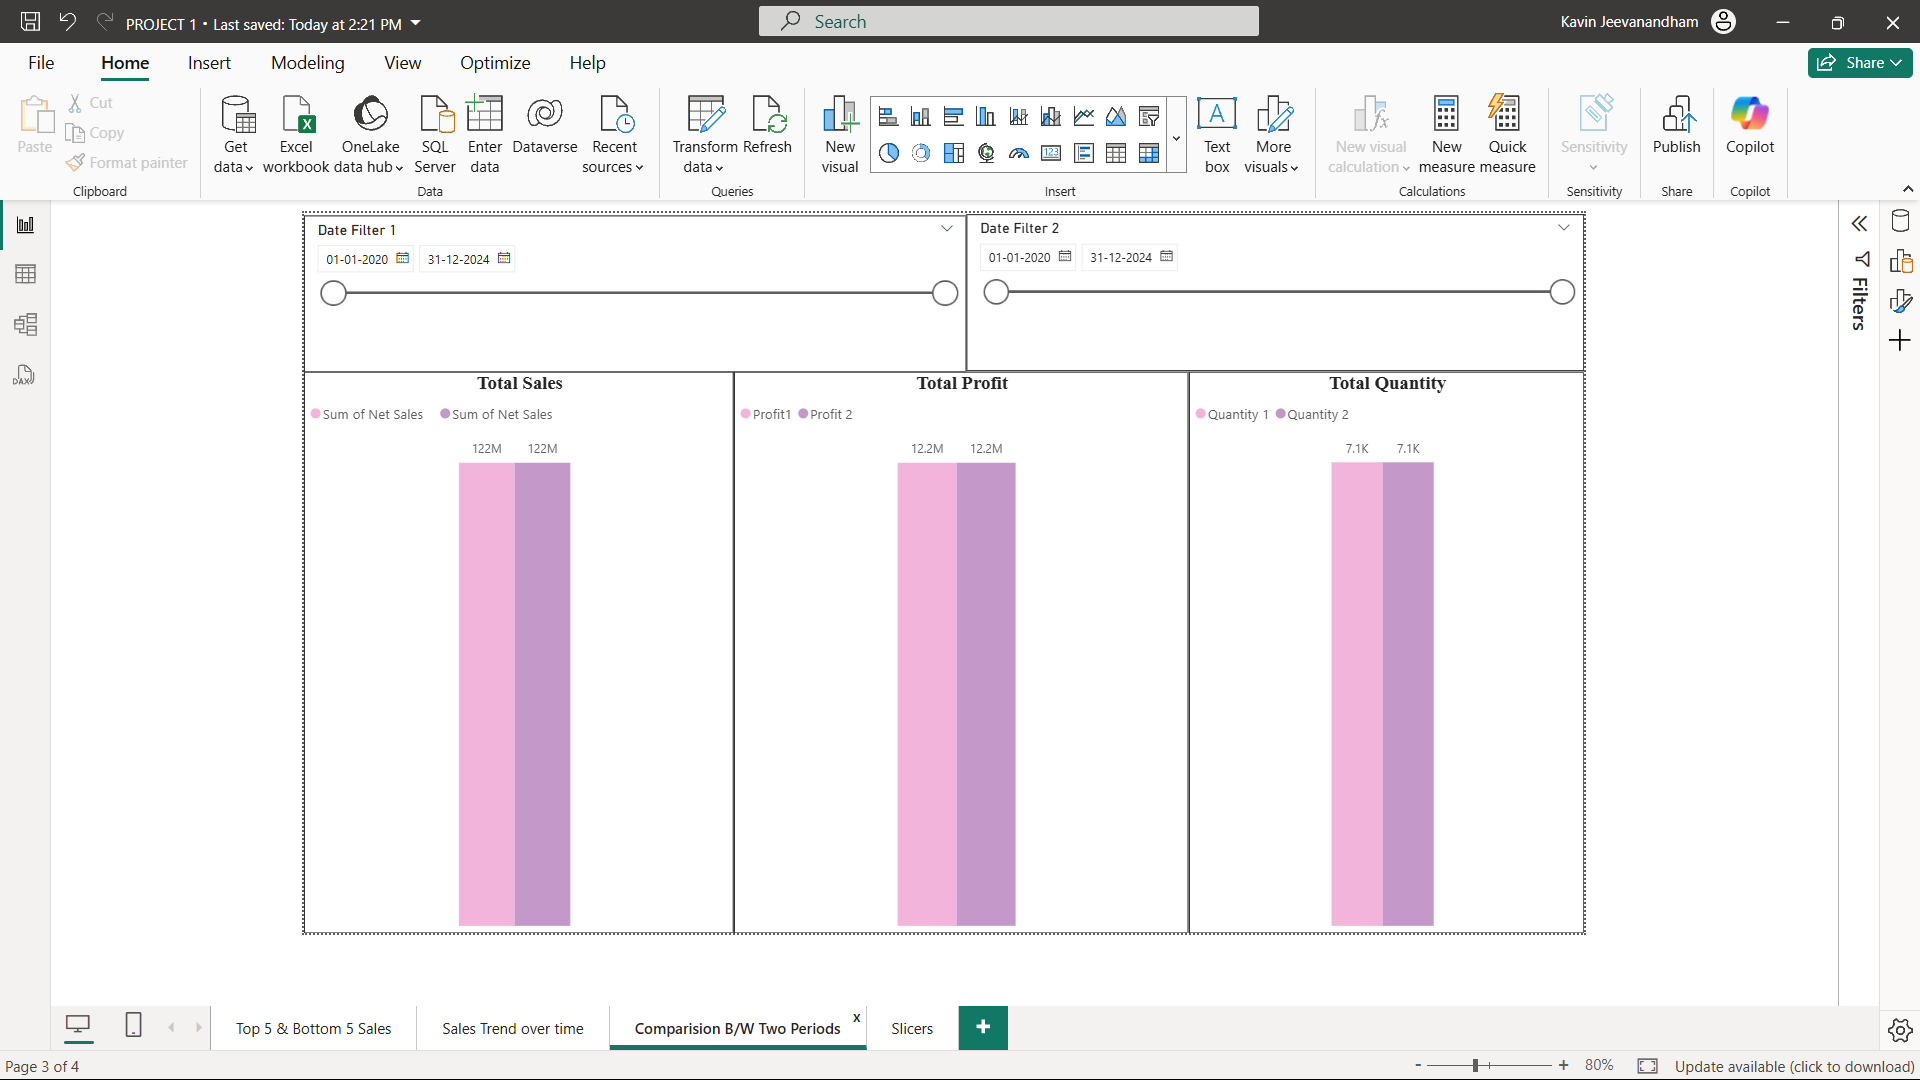 PROJECT 1 • Last saved: Today at 2:21 PM
Search
Kavin Jeevanandham
File
Home
Insert
Modeling
View
Optimize
Help
Share
Paste
Cut
Copy
Format painter
Clipboard
Get data
Excel workbook
OneLake data hub
SQL Server
Enter data
Dataverse
Recent sources
Data
Transform data
Refresh
Queries
New visual
123
Text box
A
More visuals
Insert
New visual calculation
New measure
Quick measure
Calculations
Sensitivity
Sensitivity
Publish
Share
Copilot
Copilot
DAX
Date Filter 1
01-01-2020
31-12-2024
Date Filter 2
01-01-2020
31-12-2024
Filters
Total Sales
Sum of Net Sales
Sum of Net Sales
122M
122M
Total Profit
Profit1
Profit 2
12.2M
12.2M
Total Quantity
Quantity 1
Quantity 2
7.1K
7.1K
Top 5 & Bottom 5 Sales
Sales Trend over time
Comparision B/W Two Periods
x
Slicers
+
Page 3 of 4
- + 80%
Update available (click to download)